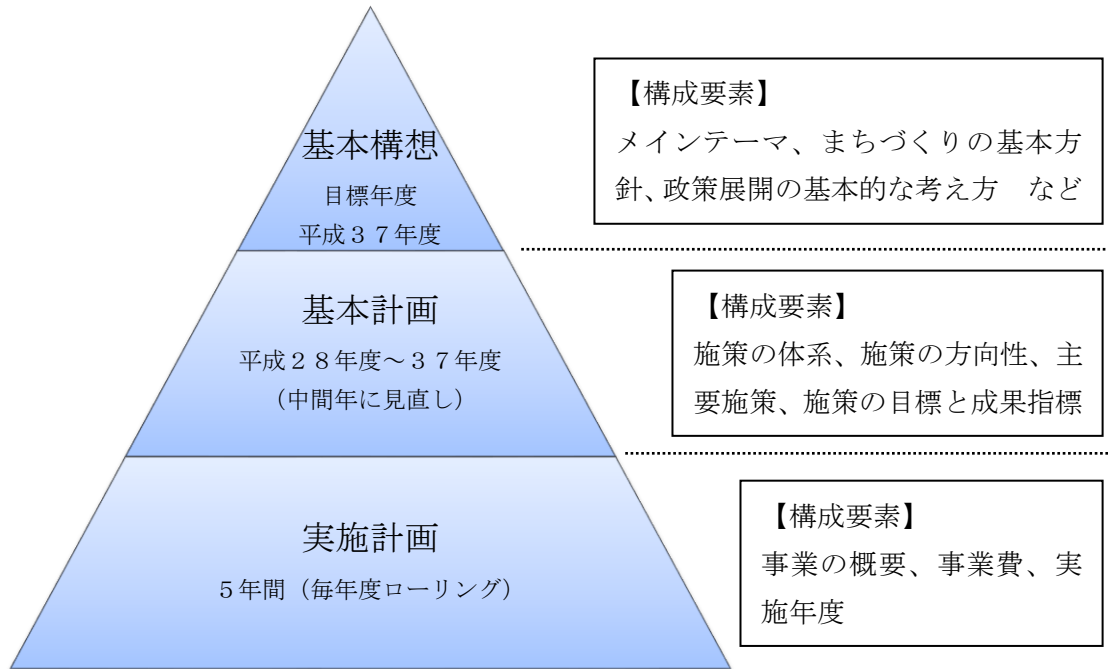 基本構想
目標年度
平成３７年度
【構成要素】
メインテーマ、まちづくりの基本方
針、政策展開の基本的な考え方　など
基本計画
平成２８年度～３７年度
（中間年に見直し）
【構成要素】
施策の体系、施策の方向性、主
要施策、施策の目標と成果指標
実施計画
５年間（毎年度ローリング）
【構成要素】
事業の概要、事業費、実
施年度